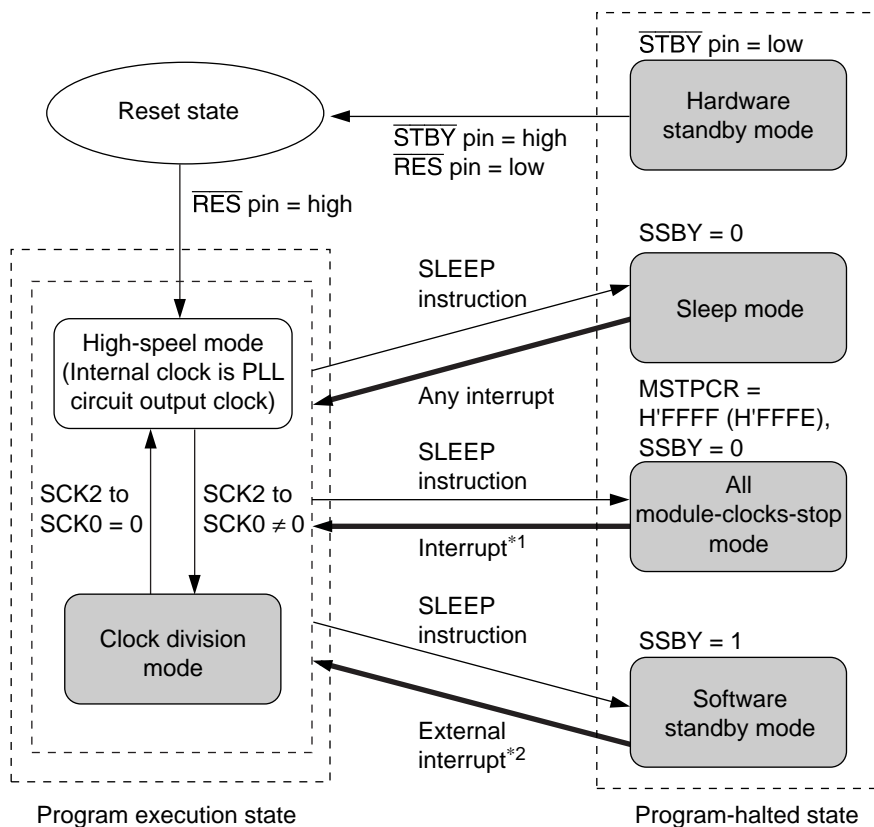 STBY pin = low
Hardware
standby mode
Reset state
STBY pin = high
RES pin = low
RES pin = high
SSBY = 0
SLEEP
instruction
Sleep mode
High-speel mode
(Internal clock is PLL
circuit output clock)
Any interrupt
MSTPCR =
H'FFFF (H'FFFE),
SSBY = 0
SLEEP
instruction
All
module-clocks-stop
mode
SCK2 to
SCK0 = 0
SCK2 to
SCK0 ≠ 0
Interrupt*1
SLEEP
instruction
Clock division
mode
SSBY = 1
Software
standby mode
External
interrupt*2
Program execution state
Program-halted state